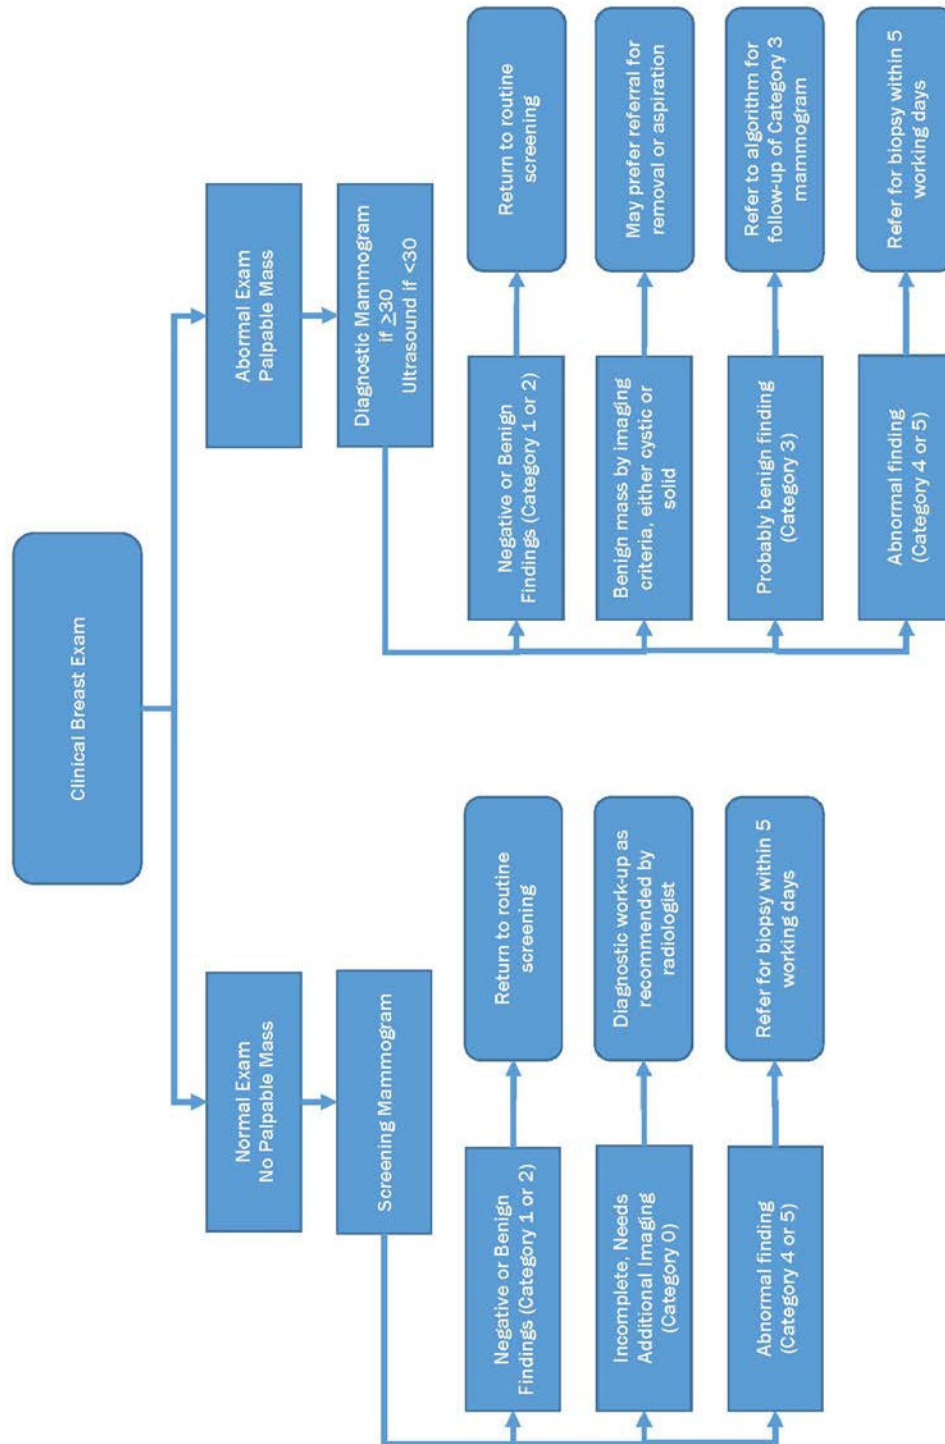 Clinical Breast Exam
Normal Exam
No Palpable Mass
Screening Mammogram
Negative or Benign
Findings (Category 1 or 2)
Return to routine
screening
Incomplete, Needs
Additional Imaging
(Category 0)
Diagnostic work-up as
recommended by
radiologist
Abnormal finding
(Category 4 or 5)
Refer for biopsy within 5
working days
Abormal Exam
Palpable Mass
Diagnostic Mammogram
if ≥30
Ultrasound if <30
Negative or Benign
Findings (Category 1 or 2)
Return to routine
screening
Benign mass by imaging
criteria, either cystic or
solid
May prefer referral for
removal or aspiration
Probably benign finding
(Category 3)
Refer to algorithm for
follow-up of Category 3
mammogram
Abnormal finding
(Category 4 or 5)
Refer for biopsy within 5
working days